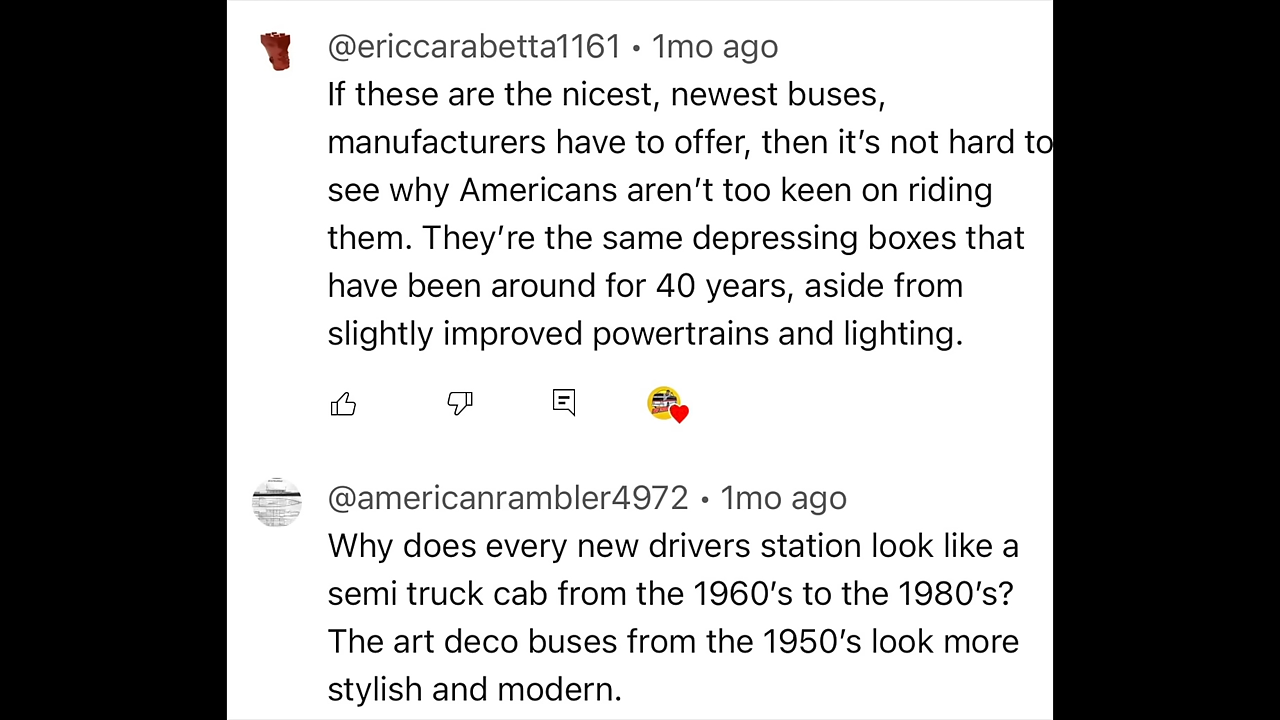 @ericcarabetta1161 • 1mo ago
If these are the nicest, newest buses,
manufacturers have to offer, then it’s not hard to
see why Americans aren’t too keen on riding
them. They’re the same depressing boxes that
have been around for 40 years, aside from
slightly improved powertrains and lighting.
@americanrambler4972 • 1mo ago
Why does every new drivers station look like a
semi truck cab from the 1960’s to the 1980’s?
The art deco buses from the 1950’s look more
stylish and modern.